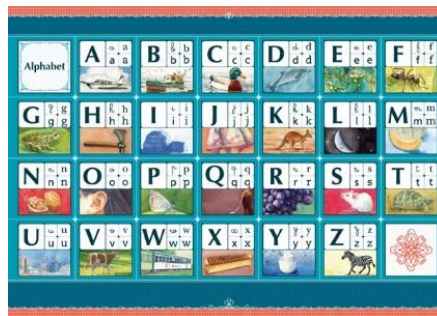 Alphabet
A a a
a a
B b b
b b
C c c
c c
D d d
d d
E e e
e e
F f f
f f
G g g
g g
H h h
h h
I i i
i i
J j j
j j
K k k
k k
L l l
l l
M m m
m m
N n n
n n
O o o
o o
P p p
p p
Q q q
q q
R r r
r r
S s s
s s
T t t
t t
U u u
u u
V v v
v v
W w w
w w
X x x
x x
Y y y
y y
Z z z
z z